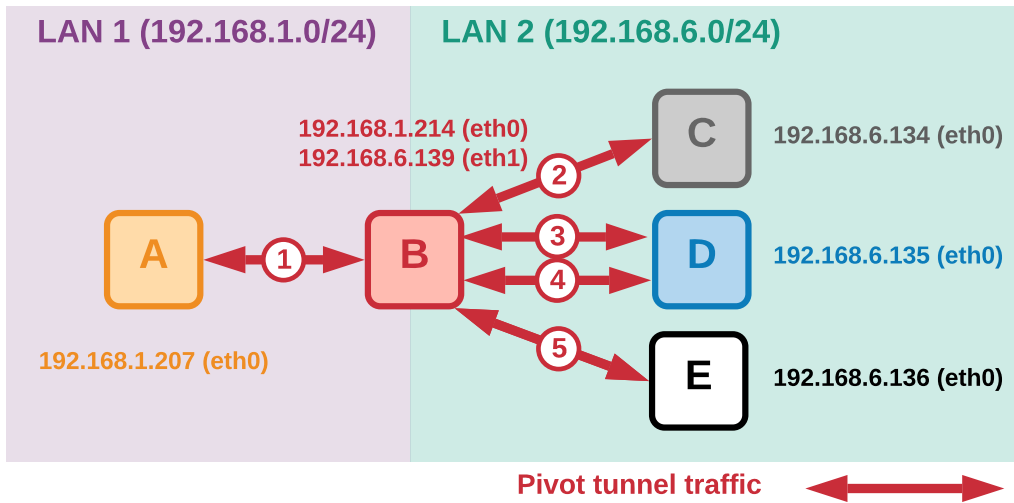 LAN 1 (192.168.1.0/24)
LAN 2 (192.168.6.0/24)
192.168.1.214 (eth0)
192.168.6.139 (eth1)
C
192.168.6.134 (eth0)
2
A
1
B
3
4
D
192.168.6.135 (eth0)
5
192.168.1.207 (eth0)
E
192.168.6.136 (eth0)
Pivot tunnel traffic